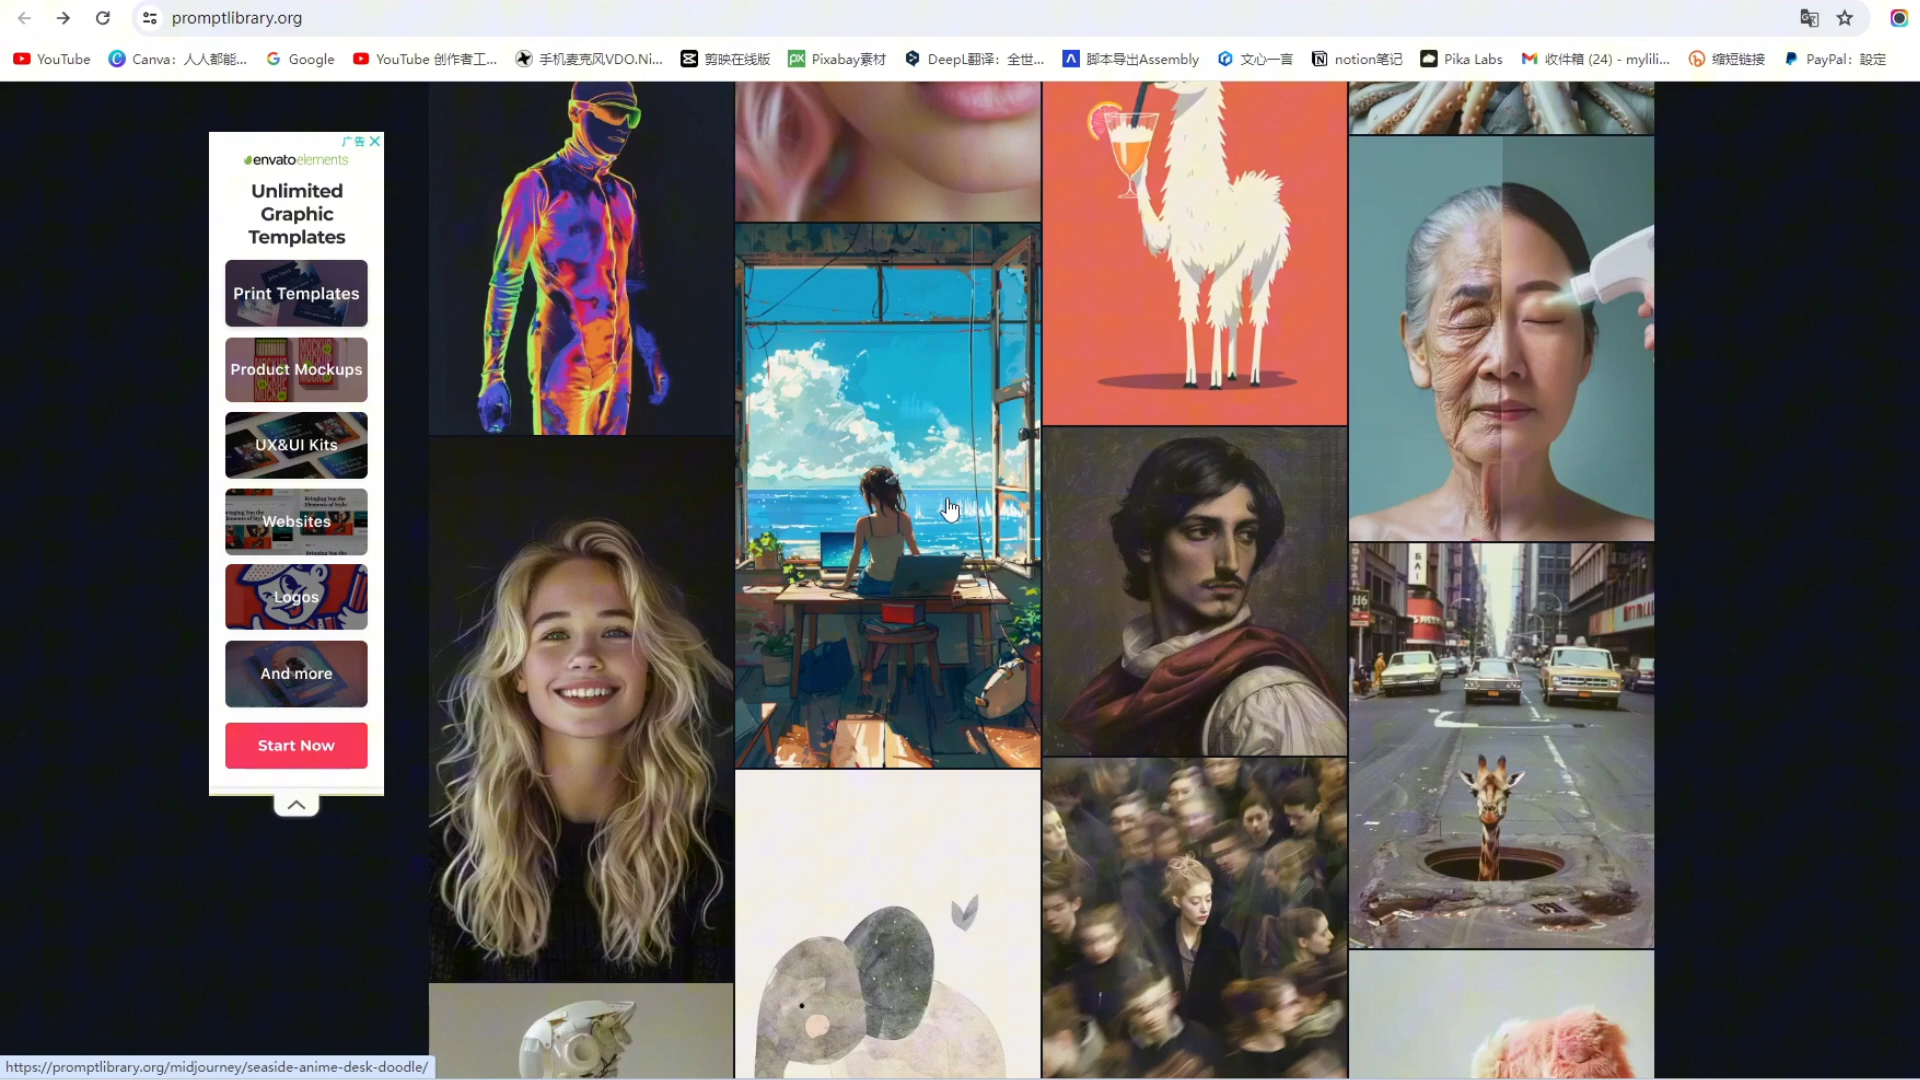 promptlibrary.org
YouTube
Canva：人人都能...
Google
YouTube 创作者工...
手机麦克风VDO.Ni...
剪映在线版
Pixabay素材
DeepL翻译：全世...
脚本导出Assembly
文心一言
notion笔记
Pika Labs
收件箱 (24) - mylili...
缩短链接
PayPal：設定
广告
envatoelements
Unlimited
Graphic
Templates
Print Templates
Product Mockups
UX&UI Kits
Websites
Logos
And more
Start Now
https://promptlibrary.org/midjourney/seaside-anime-desk-doodle/